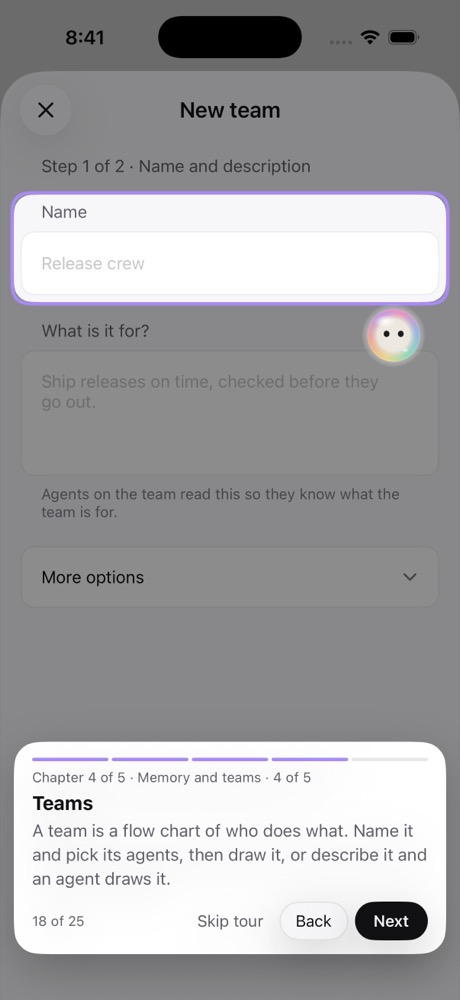 8:41
New team
Step 1 of 2 · Name and description
Name
Release crew
What is it for?
Ship releases on time, checked before they
go out.
Agents on the team read this so they know what the
team is for.
More options
Chapter 4 of 5 · Memory and teams · 4 of 5
Teams
A team is a flow chart of who does what. Name it
and pick its agents, then draw it, or describe it and
an agent draws it.
18 of 25
Skip tour
Back
Next